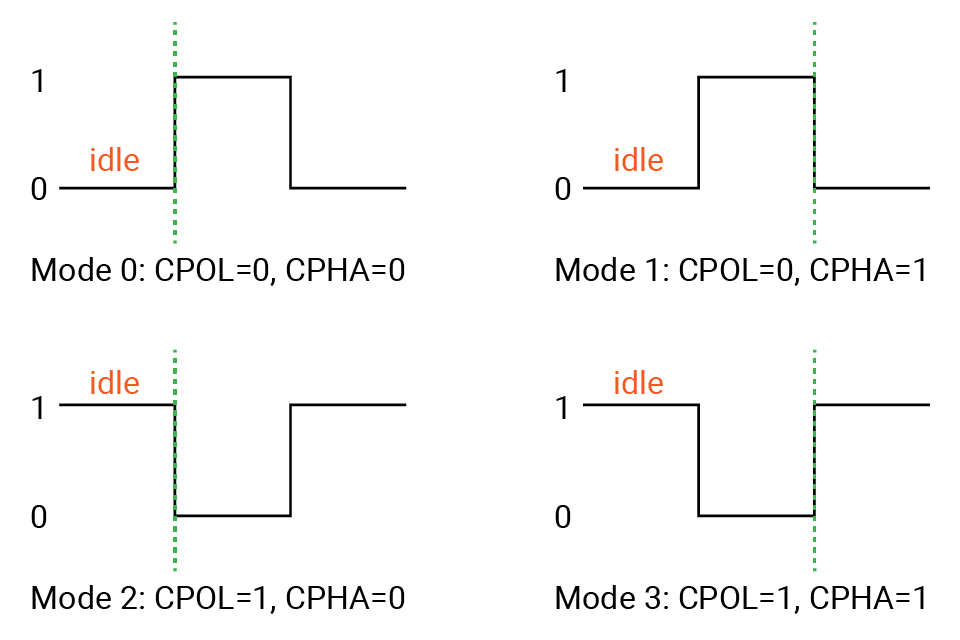 1
idle
0
Mode 0: CPOL=0, CPHA=0
1
idle
0
Mode 1: CPOL=0, CPHA=1
idle
1
0
Mode 2: CPOL=1, CPHA=0
idle
1
0
Mode 3: CPOL=1, CPHA=1